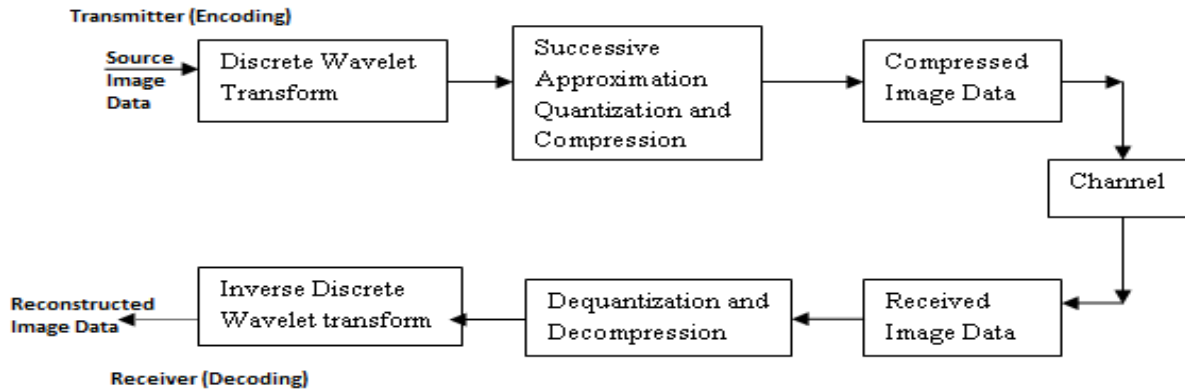 Transmitter (Encoding)
Source
Image
Data
Discrete Wavelet
Transform
Successive
Approximation
Quantization and
Compression
Compressed
Image Data
Channel
Received
Image Data
Dequantization and
Decompression
Inverse Discrete
Wavelet transform
Reconstructed
Image Data
Receiver (Decoding)